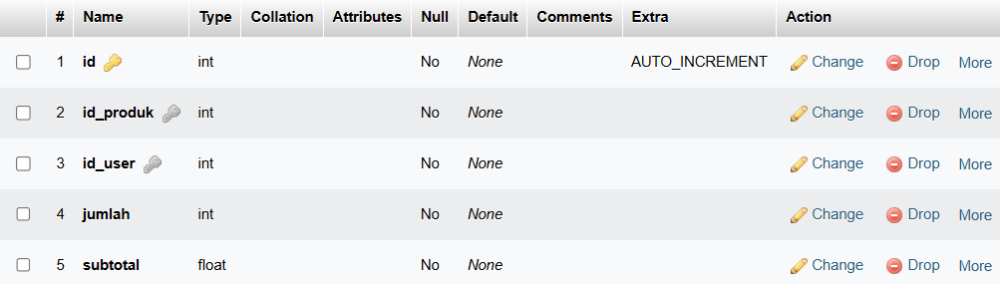 # Name Type Collation Attributes Null Default Comments Extra Action
1 id int No None AUTO_INCREMENT Change Drop More
2 id_produk int No None Change Drop More
3 id_user int No None Change Drop More
4 jumlah int No None Change Drop More
5 subtotal float No None Change Drop More